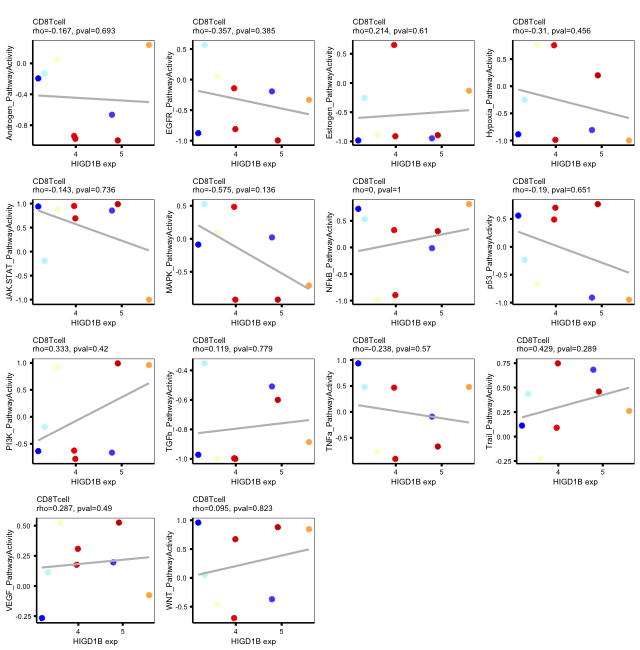 CD8Tcell
rho=-0.167, pval=0.693
Androgen_PathwayActivity
0.0
-0.4
-0.8
4
5
HIGD1B exp
CD8Tcell
rho=-0.357, pval=0.385
EGFR_PathwayActivity
0.5
0.0
-0.5
-1.0
4
5
HIGD1B exp
CD8Tcell
rho=0.214, pval=0.61
Estrogen_PathwayActivity
0.5
0.0
-0.5
-1.0
4
5
HIGD1B exp
CD8Tcell
rho=-0.31, pval=0.456
Hypoxia_PathwayActivity
0.5
0.0
-0.5
-1.0
4
5
HIGD1B exp
CD8Tcell
rho=-0.143, pval=0.736
JAK.STAT_PathwayActivity
1.0
0.5
0.0
-0.5
-1.0
4
5
HIGD1B exp
CD8Tcell
rho=-0.575, pval=0.136
MAPK_PathwayActivity
0.5
0.0
-0.5
4
5
HIGD1B exp
CD8Tcell
rho=0, pval=1
NFkB_PathwayActivity
0.5
0.0
-0.5
-1.0
4
5
HIGD1B exp
CD8Tcell
rho=-0.19, pval=0.651
p53_PathwayActivity
0.5
0.0
-0.5
-1.0
4
5
HIGD1B exp
CD8Tcell
rho=0.333, pval=0.42
PI3K_PathwayActivity
1.0
0.5
0.0
-0.5
4
5
HIGD1B exp
CD8Tcell
rho=0.119, pval=0.779
TGFb_PathwayActivity
-0.4
-0.6
-0.8
-1.0
4
5
HIGD1B exp
CD8Tcell
rho=-0.238, pval=0.57
TNFa_PathwayActivity
1.0
0.5
0.0
-0.5
4
5
HIGD1B exp
CD8Tcell
rho=0.429, pval=0.289
Trail_PathwayActivity
0.75
0.50
0.25
0.00
-0.25
4
5
HIGD1B exp
CD8Tcell
rho=0.287, pval=0.49
VEGF_PathwayActivity
0.50
0.25
0.00
-0.25
4
5
HIGD1B exp
CD8Tcell
rho=0.095, pval=0.823
WNT_PathwayActivity
1.0
0.5
0.0
-0.5
4
5
HIGD1B exp